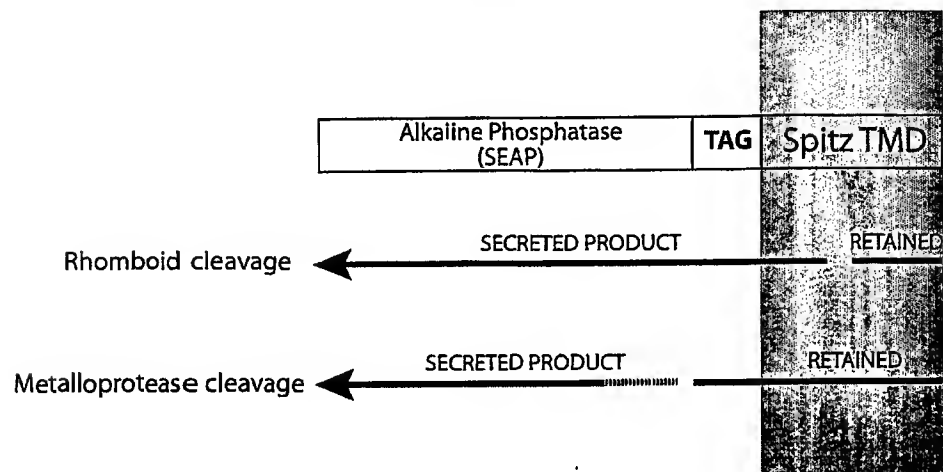 Alkaline Phosphatase
(SEAP)
TAG
Spitz TMD
SECRETED PRODUCT
RETAINED
Rhomboid cleavage
SECRETED PRODUCT
RETAINED
Metalloprotease cleavage